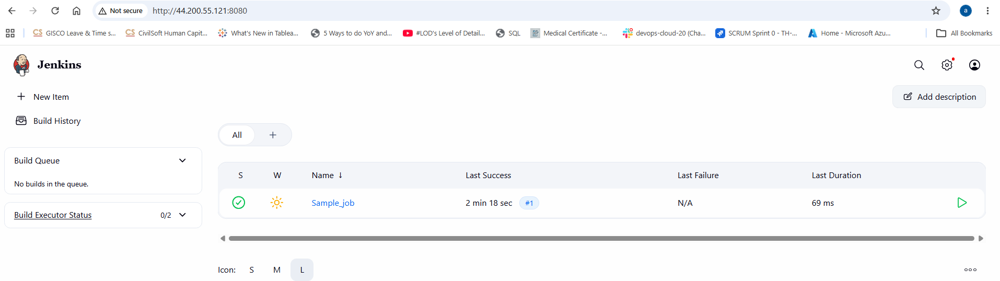 Not secure http://44.200.55.121:8080 a
GISCO Leave & Time s... CivilSoft Human Capit... What's New in Tablea... 5 Ways to do YoY and... #LOD's Level of Detail... SQL Medical Certificate -... devops-cloud-20 (Cha... SCRUM Sprint 0 - TH-... Home - Microsoft Azu... All Bookmarks
Jenkins
New Item
Add description
Build History
All +
Build Queue
No builds in the queue.
Build Executor Status 0/2
S W Name ↓ Last Success Last Failure Last Duration
Sample_job 2 min 18 sec #1 N/A 69 ms
Icon: S M L